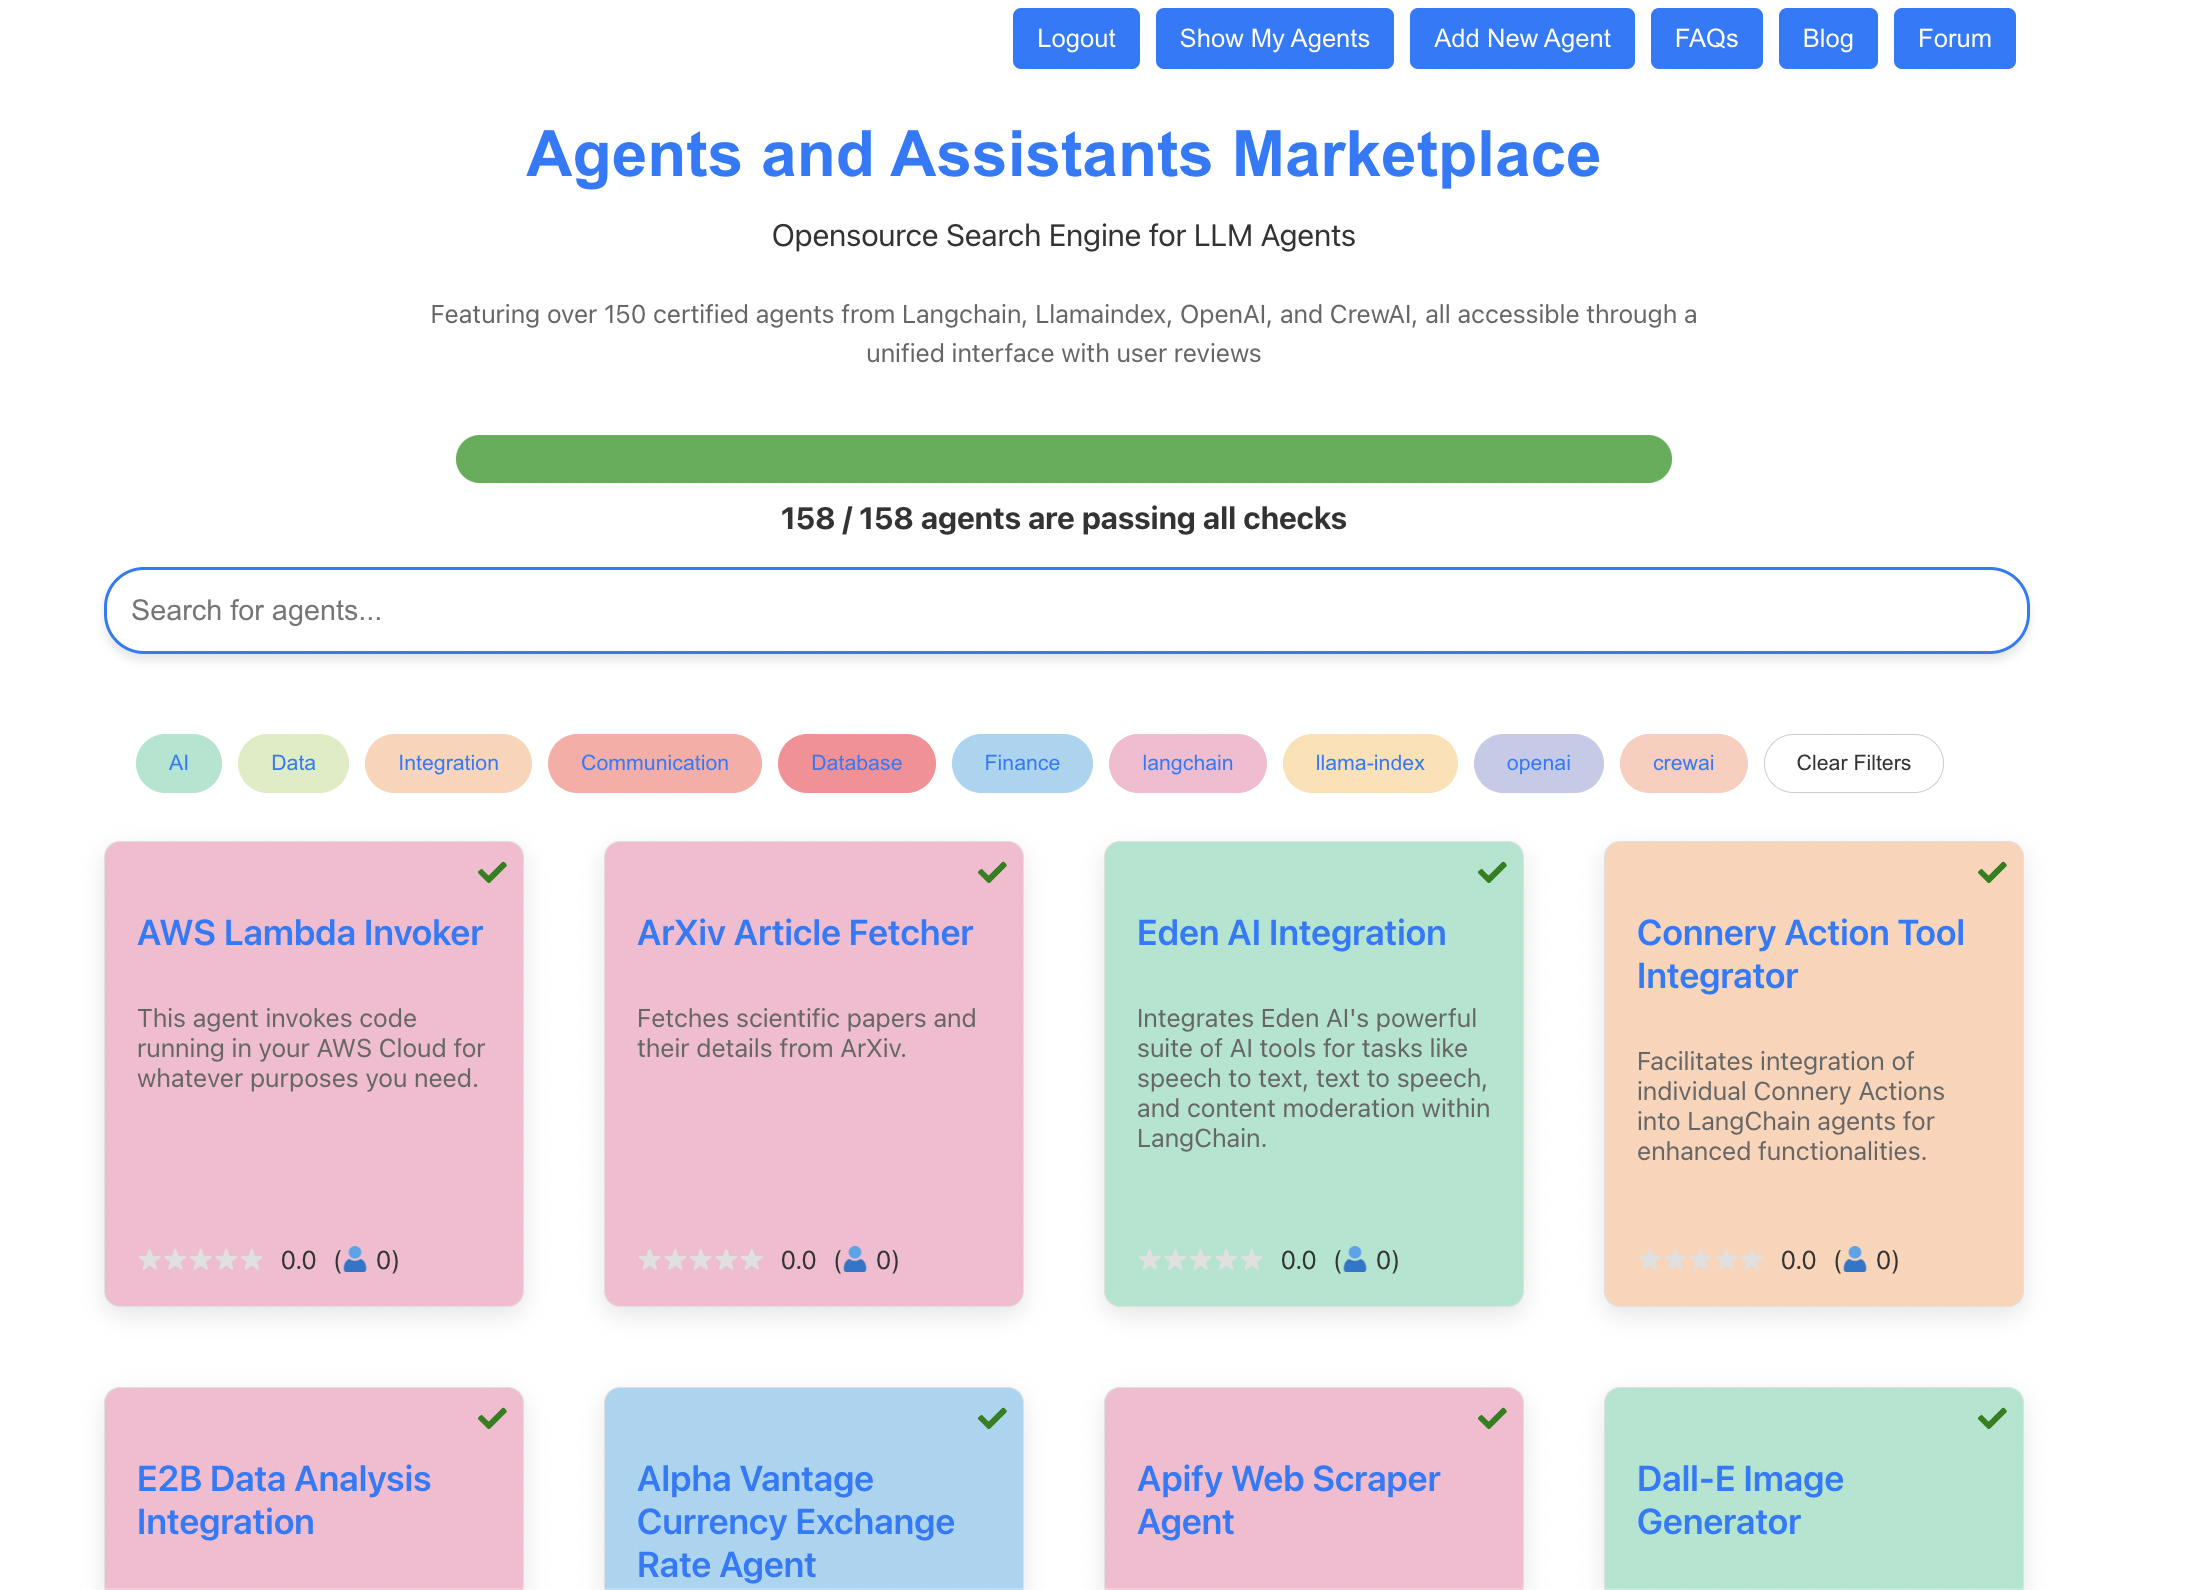 Logout Show My Agents Add New Agent FAQs Blog Forum
Agents and Assistants Marketplace
Opensource Search Engine for LLM Agents
Featuring over 150 certified agents from Langchain, Llamaindex, OpenAI, and CrewAI, all accessible through a
unified interface with user reviews
158 / 158 agents are passing all checks
Search for agents...
AI Data Integration Communication Database Finance langchain llama-index openai crewai Clear Filters
AWS Lambda Invoker
This agent invokes code
running in your AWS Cloud for
whatever purposes you need.
0.0 ( 0)
ArXiv Article Fetcher
Fetches scientific papers and
their details from ArXiv.
0.0 ( 0)
Eden AI Integration
Integrates Eden AI's powerful
suite of AI tools for tasks like
speech to text, text to speech,
and content moderation within
LangChain.
0.0 ( 0)
Connery Action Tool
Integrator
Facilitates integration of
individual Connery Actions
into LangChain agents for
enhanced functionalities.
0.0 ( 0)
E2B Data Analysis
Integration
Alpha Vantage
Currency Exchange
Rate Agent
Apify Web Scraper
Agent
Dall-E Image
Generator